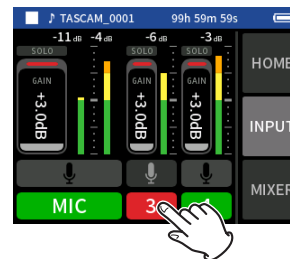 ♪ TASCAM_0001 99h 59m 59s
-11 dB -4 dB -6 dB -3 dB
SOLO SOLO SOLO
HOME
GAIN GAIN GAIN
+3.0dB +3.0dB +3.0dB
INPUT
MIXER
MIC 3